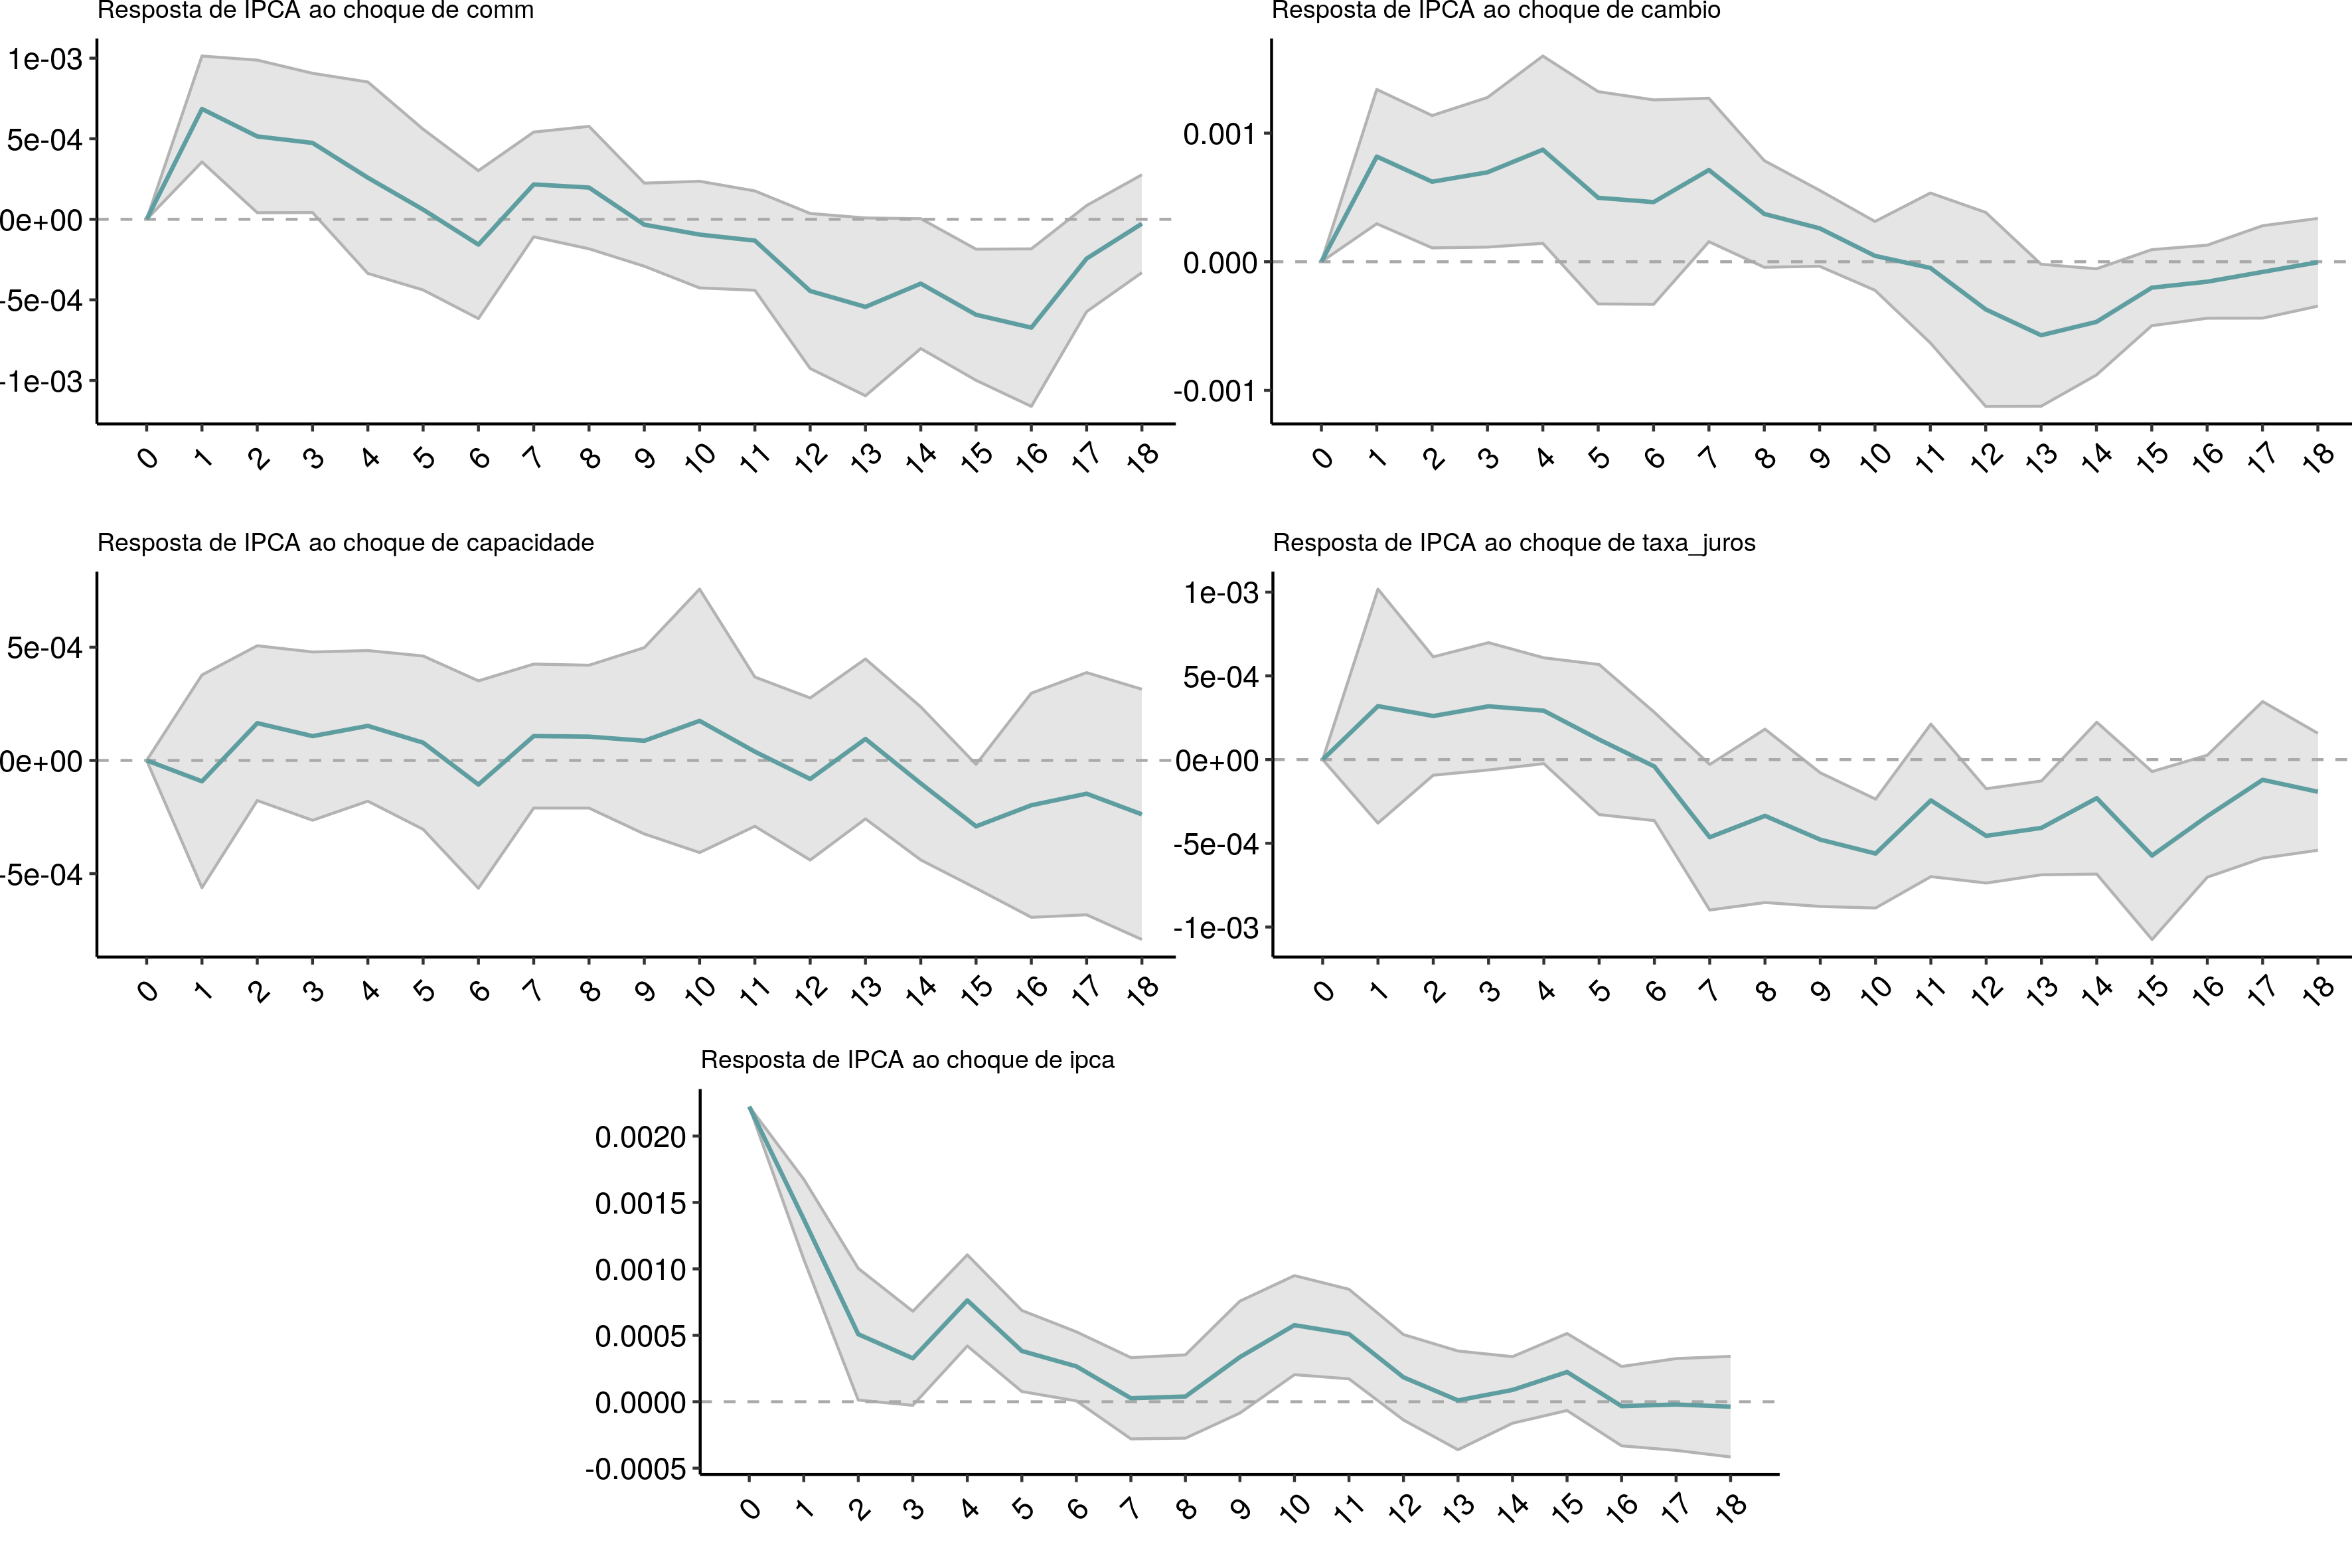 Resposta de IPCA ao choque de comm
1e-03
5e-04
0e+00
-5e-04
-1e-03
0 1 2 3 4 5 6 7 8 9 10 11 12 13 14 15 16 17 18
Resposta de IPCA ao choque de cambio
0.001
0.000
-0.001
0 1 2 3 4 5 6 7 8 9 10 11 12 13 14 15 16 17 18
Resposta de IPCA ao choque de capacidade
5e-04
0e+00
-5e-04
0 1 2 3 4 5 6 7 8 9 10 11 12 13 14 15 16 17 18
Resposta de IPCA ao choque de taxa_juros
1e-03
5e-04
0e+00
-5e-04
-1e-03
0 1 2 3 4 5 6 7 8 9 10 11 12 13 14 15 16 17 18
Resposta de IPCA ao choque de ipca
0.0020
0.0015
0.0010
0.0005
0.0000
-0.0005
0 1 2 3 4 5 6 7 8 9 10 11 12 13 14 15 16 17 18